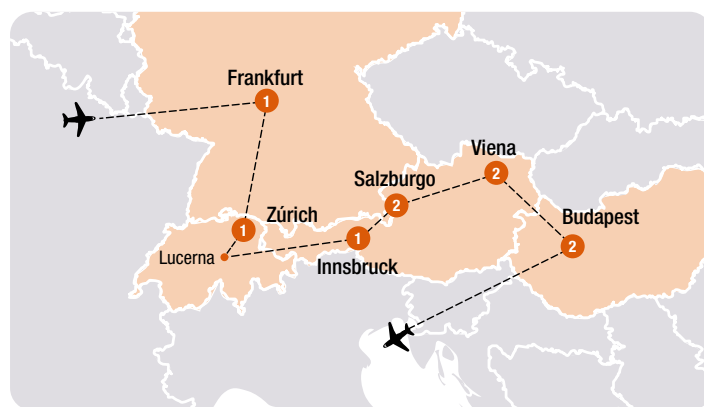 Frankfurt
1
Viena
2
Salzburgo
2
Zúrich
1
Budapest
2
Lucerna
1
Innsbruck